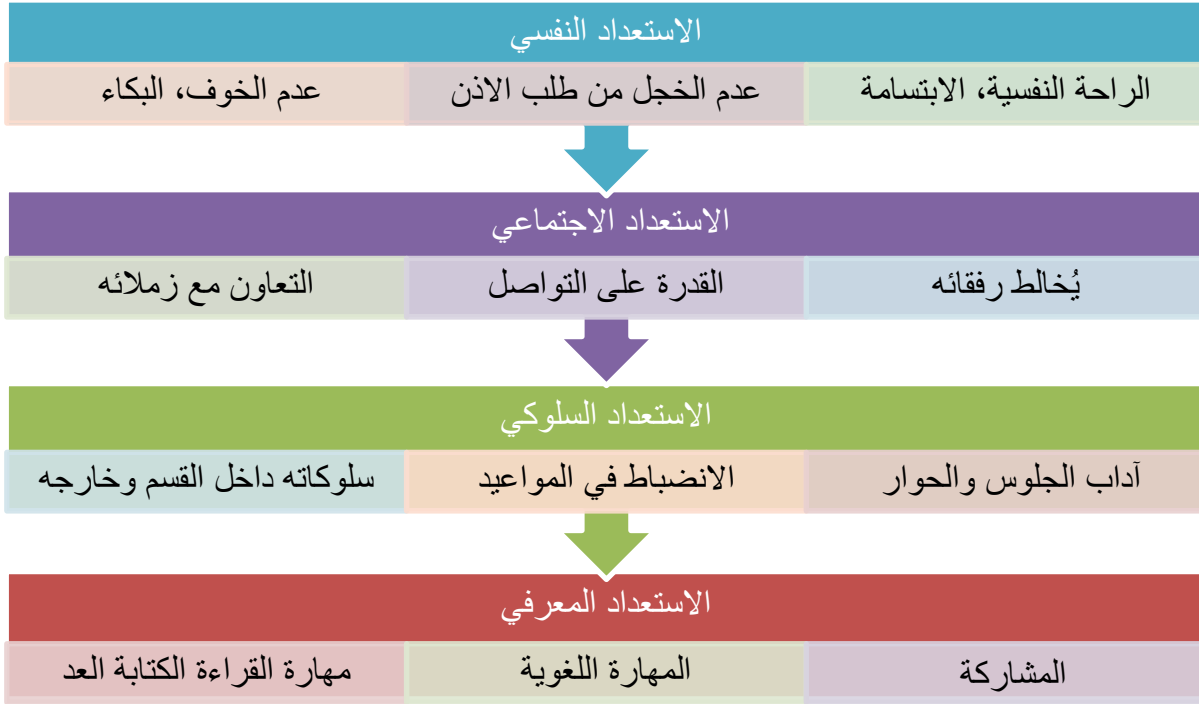 الاستعداد النفسي
الراحة النفسية، الابتسامة
عدم الخجل من طلب الاذن
عدم الخوف، البكاء
الاستعداد الاجتماعي
يُخالط رفقائه
القدرة على التواصل
التعاون مع زملائه
الاستعداد السلوكي
آداب الجلوس والحوار
الانضباط في المواعيد
سلوكاته داخل القسم وخارجه
الاستعداد المعرفي
المشاركة
المهارة اللغوية
مهارة القراءة الكتابة العد